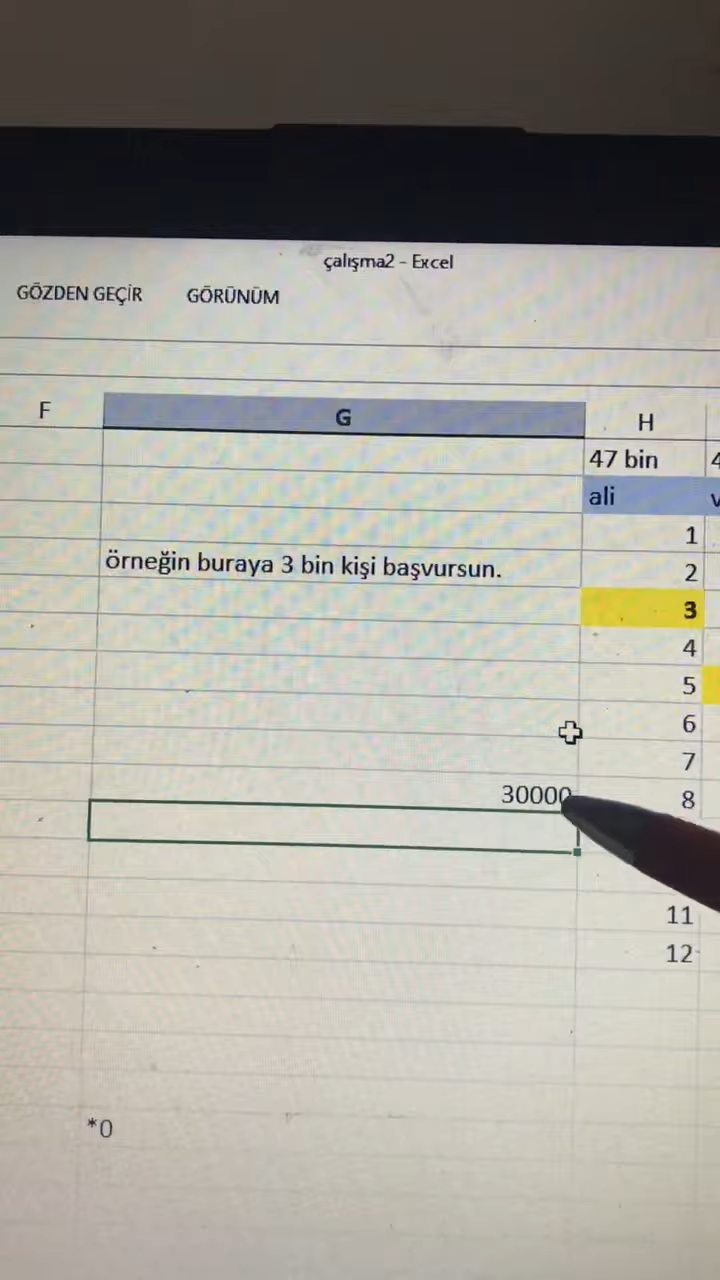 çalışma2 - Excel
GÖZDEN GEÇİR GÖRÜNÜM
F G H
47 bin 4
ali v
1
örneğin buraya 3 bin kişi başvursun. 2
3
4
5
6
7
30000 8
11
12
*0